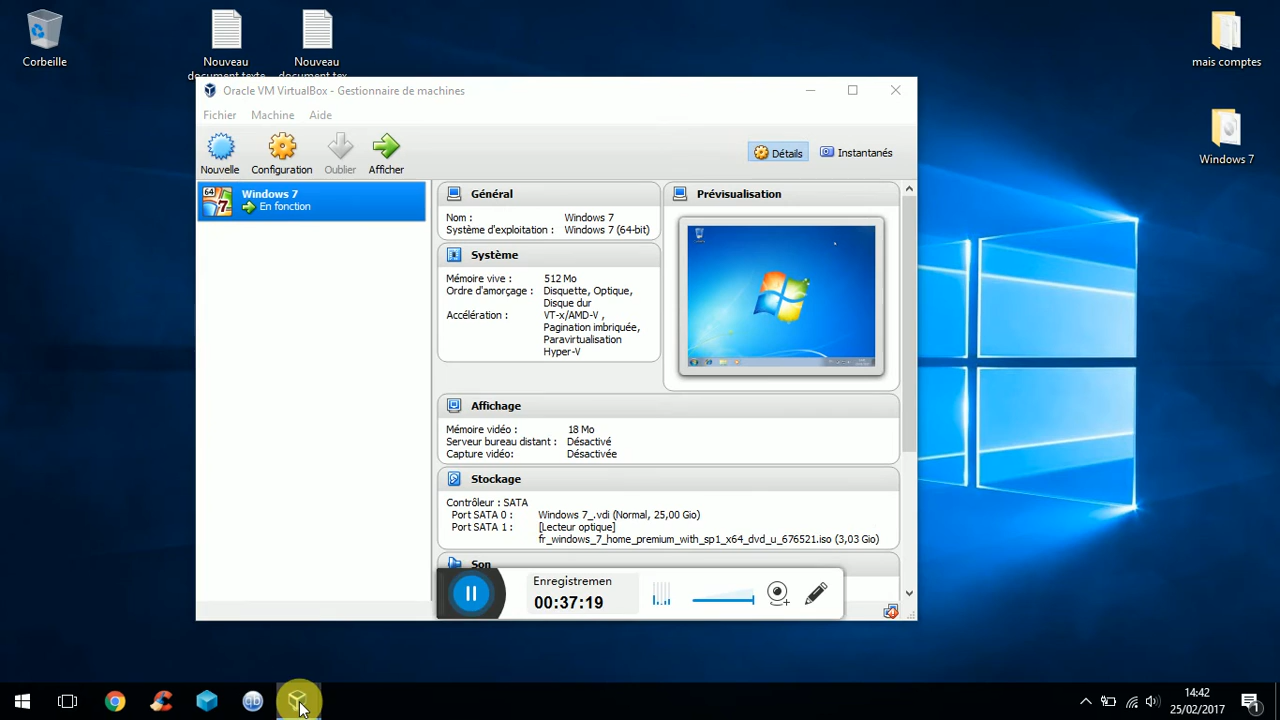 Corbeille
Nouveau
document texte
Nouveau
document tex
mais comptes
Windows 7
Oracle VM VirtualBox - Gestionnaire de machines
Fichier Machine Aide
Nouvelle Configuration Oublier Afficher
Détails Instantanés
64
7
Windows 7
En fonction
Général
Nom : Windows 7
Système d'exploitation : Windows 7 (64-bit)
Système
Mémoire vive : 512 Mo
Ordre d'amorçage : Disquette, Optique,
Disque dur
Accélération : VT-x/AMD-V ,
Pagination imbriquée,
Paravirtualisation
Hyper-V
Prévisualisation
Affichage
Mémoire vidéo : 18 Mo
Serveur bureau distant : Désactivé
Capture vidéo: Désactivée
Stockage
Contrôleur : SATA
Port SATA 0 : Windows 7_.vdi (Normal, 25,00 Gio)
Port SATA 1 : [Lecteur optique]
fr_windows_7_home_premium_with_sp1_x64_dvd_u_676521.iso (3,03 Gio)
Son
Enregistremen
00:37:19
qb
14:42
25/02/2017
1